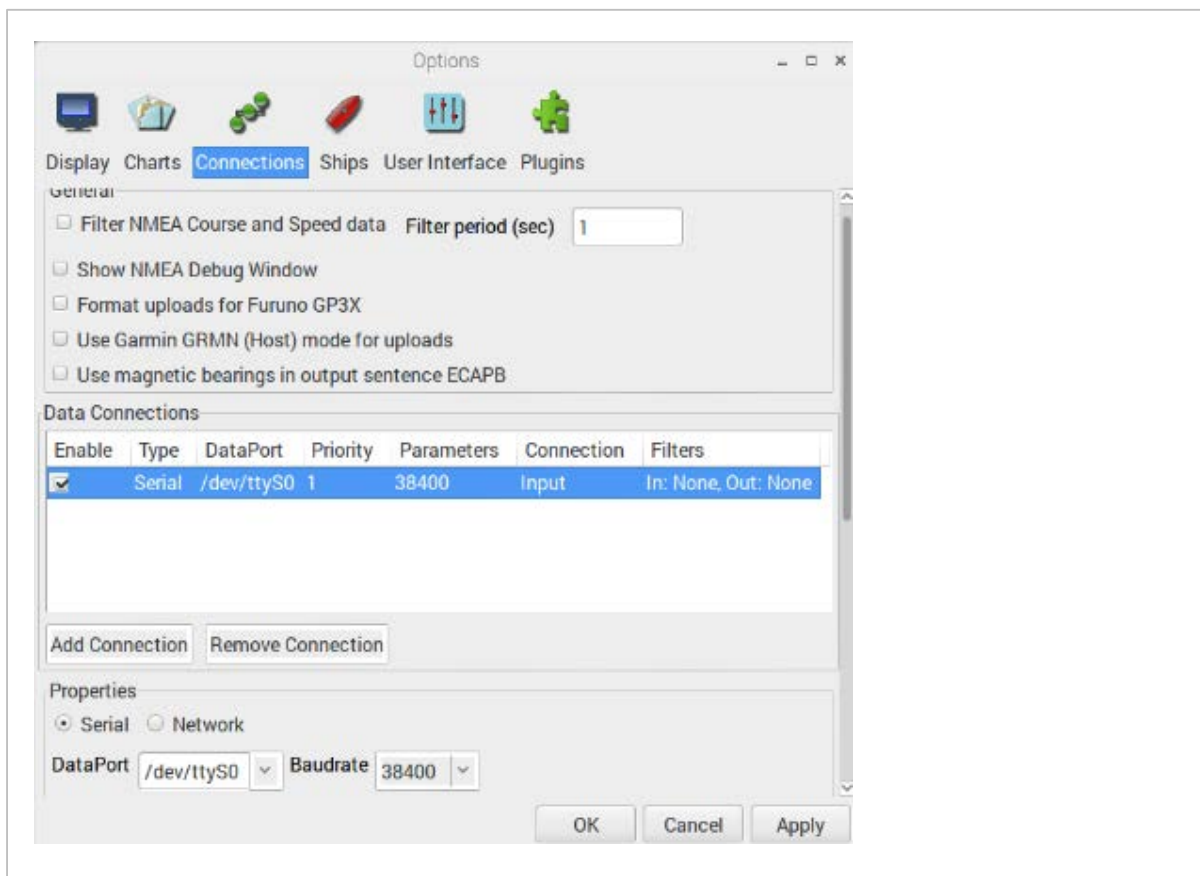 Options
Display Charts Connections Ships User Interface Plugins
General
Filter NMEA Course and Speed data Filter period (sec) 1
Show NMEA Debug Window
Format uploads for Furuno GP3X
Use Garmin GRMN (Host) mode for uploads
Use magnetic bearings in output sentence ECAPB
Data Connections
Enable Type DataPort Priority Parameters Connection Filters
Serial /dev/ttyS0 1 38400 Input In: None, Out: None
Add Connection Remove Connection
Properties
Serial Network
DataPort /dev/ttyS0 Baudrate 38400
OK Cancel Apply